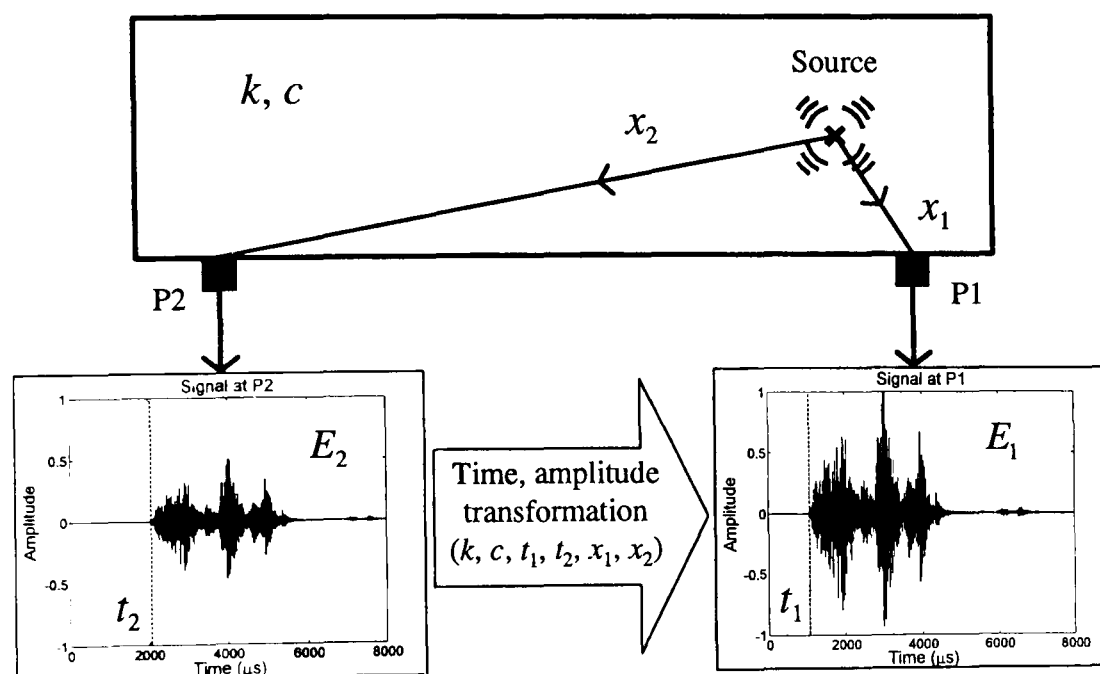 Source
k, c
x₂
x₁
P2
P1
Signal at P2
1
0.5
0
-0.5
-1
Amplitude
E₂
t₂
0
2000
4000
6000
8000
Time (μs)
Time, amplitude
transformation
(k, c, t₁, t₂, x₁, x₂)
Signal at P1
1
0.5
0
-0.5
-1
Amplitude
E₁
t₁
0
2000
4000
6000
8000
Time (μs)